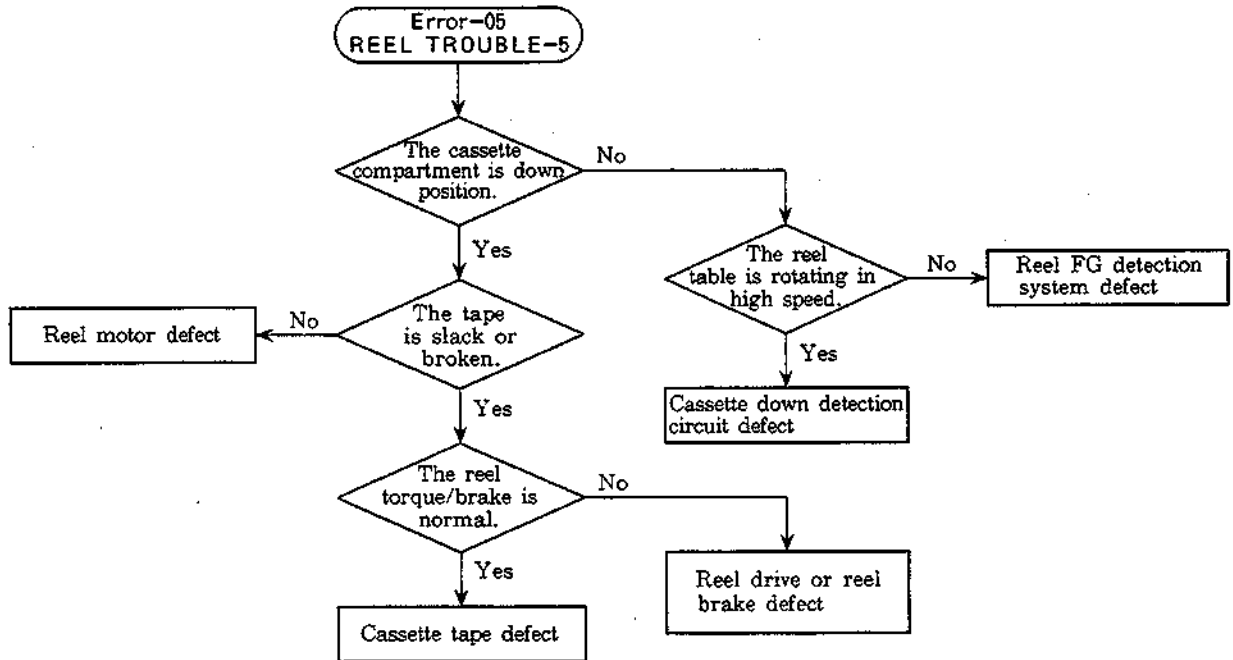 Error-05
REEL TROUBLE-5
The cassette
compartment is down
position.
No
Yes
The reel
table is rotating in
high speed.
No
Reel FG detection
system defect
Yes
Cassette down detection
circuit defect
The tape
is slack or
broken.
No
Reel motor defect
Yes
The reel
torque/brake is
normal.
No
Reel drive or reel
brake defect
Yes
Cassette tape defect